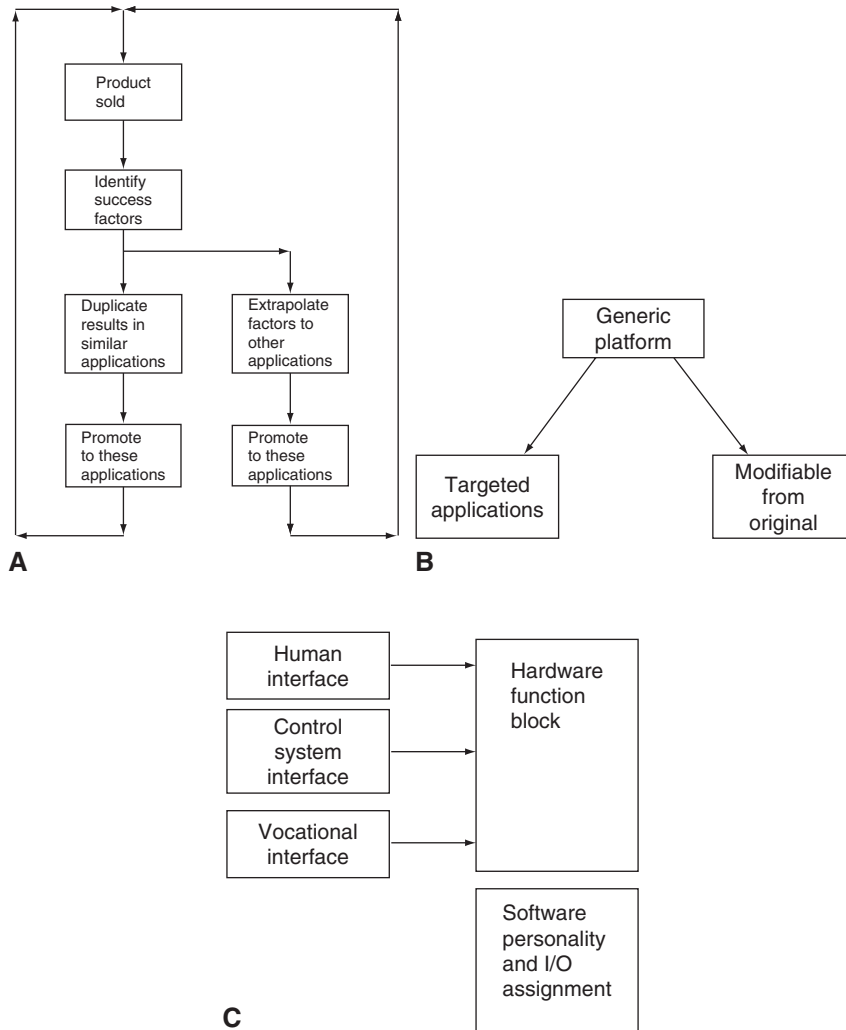 Product
sold
Identify
success
factors
Duplicate
results in
similar
applications
Extrapolate
factors to
other
applications
Promote
to these
applications
Promote
to these
applications
A
Generic
platform
Targeted
applications
Modifiable
from
original
B
Human
interface
Control
system
interface
Vocational
interface
Hardware
function
block
Software
personality
and I/O
assignment
C